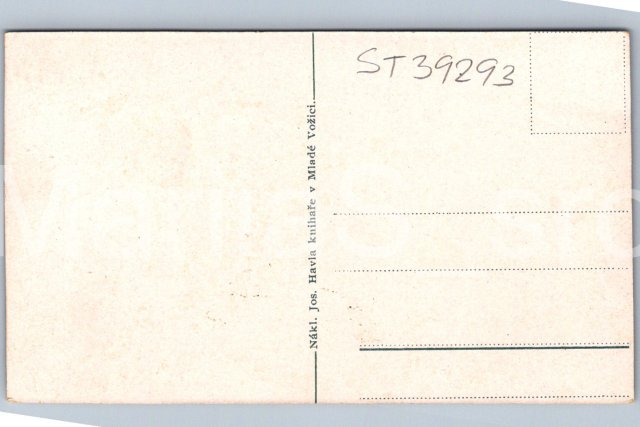 ST39293
Nákl. Jos. Havla knihaře v Mladé Vožici.